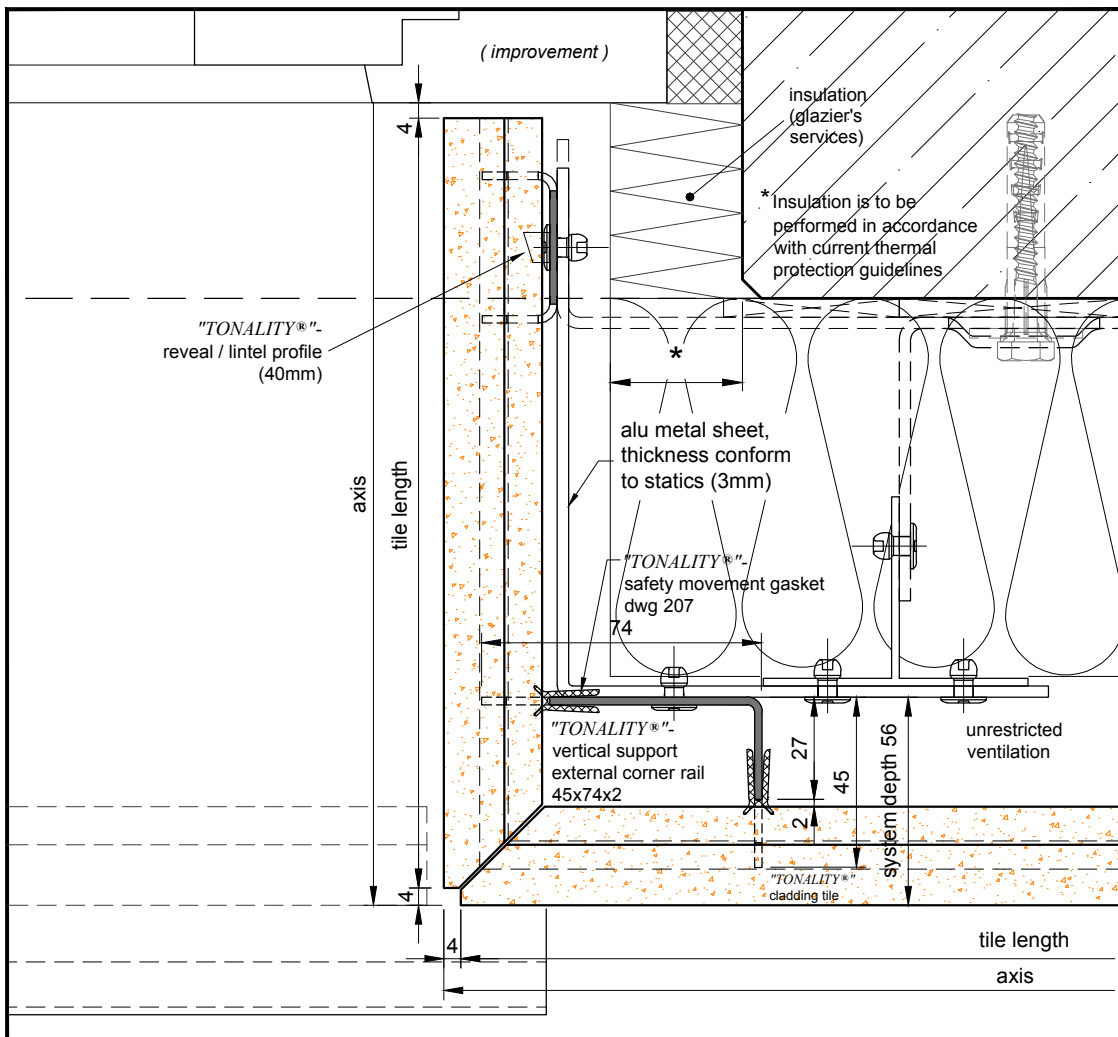 ( improvement )
insulation
(glazier's
services)
* Insulation is to be
performed in accordance
with current thermal
protection guidelines
4
"TONALITY®"-
reveal / lintel profile
(40mm)
*
axis
tile length
alu metal sheet,
thickness conform
to statics (3mm)
"TONALITY®"-
safety movement gasket
dwg 207
74
"TONALITY®"-
vertical support
external corner rail
45x74x2
27
2
45
system depth 56
unrestricted
ventilation
"TONALITY®"
cladding tile
4
4
tile length
axis